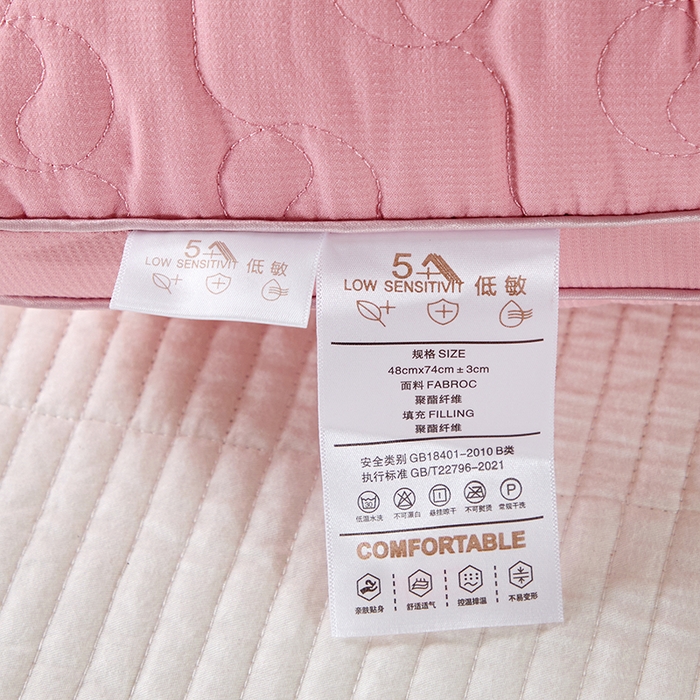 5A
LOW SENSITIVIT 低敏
5A
LOW SENSITIVIT 低敏
规格 SIZE
48cmx74cm±3cm
面料 FABROC
聚酯纤维
填充 FILLING
聚酯纤维
安全类别 GB18401-2010 B类
执行标准 GB/T22796-2021
低温水洗 不可漂白 悬挂晾干 不可熨烫 常规干洗
COMFORTABLE
亲肤贴身 舒适透气 控温排湿 不易变形